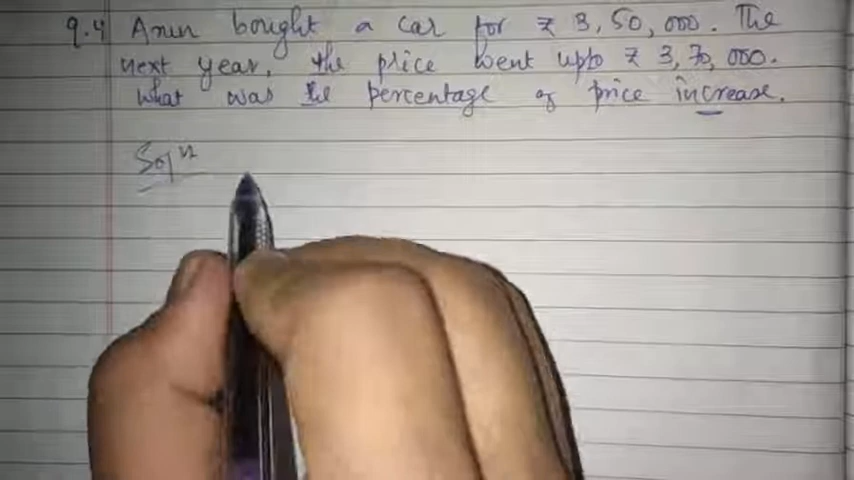 Q.4 Arun bought a car for ₹ 3,50,000. The
next year, the price went upto ₹ 3,70,000.
what was the percentage of price increase.
Sol n